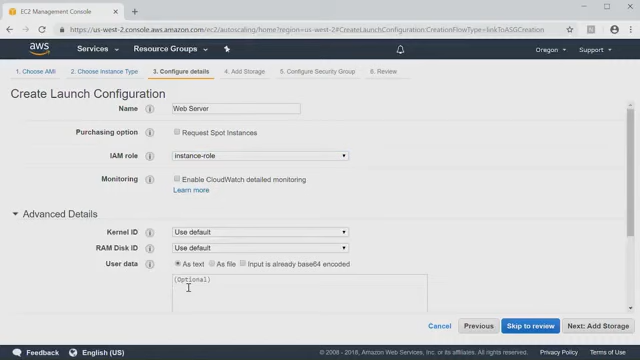 EC2 Management Console
https://us-west-2.console.aws.amazon.com/ec2/autoscaling/home?region=us-west-2#CreateLaunchConfiguration:CreationFlowType=linkToASGCreation
aws Services Resource Groups Oregon Support
1. Choose AMI 2. Choose Instance Type 3. Configure details 4. Add Storage 5. Configure Security Group 6. Review
Create Launch Configuration
Name Web Server
Purchasing option Request Spot Instances
IAM role instance-role
Monitoring Enable CloudWatch detailed monitoring
Learn more
Advanced Details
Kernel ID Use default
RAM Disk ID Use default
User data As text As file Input is already base64 encoded
(Optional)
Cancel Previous Skip to review Next: Add Storage
Feedback English (US) © 2008 - 2018, Amazon Web Services, Inc. or its affiliates. All rights reserved. Privacy Policy Terms of Use